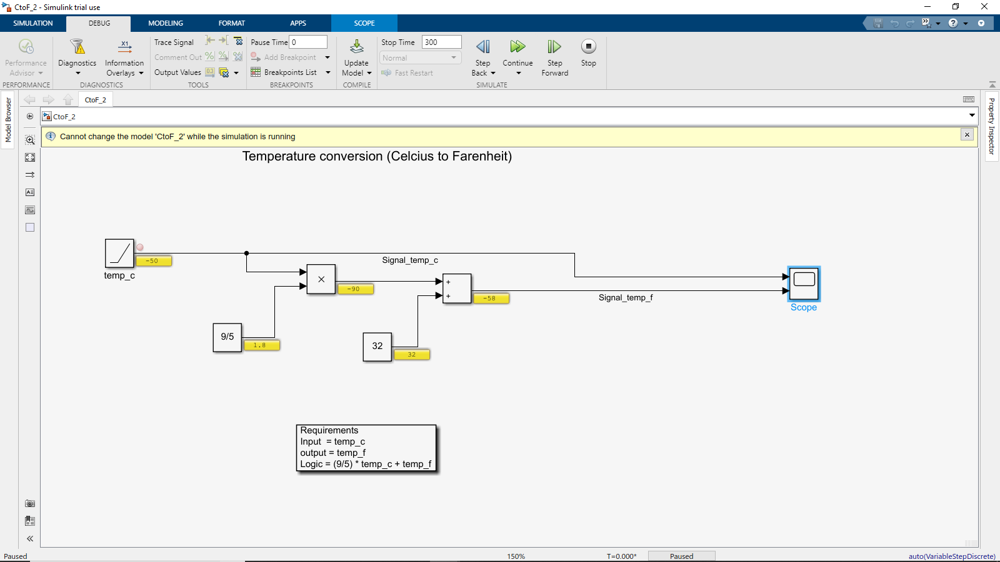 CtoF_2 - Simulink trial use
SIMULATION DEBUG MODELING FORMAT APPS SCOPE
Performance Advisor
PERFORMANCE
Diagnostics
Information Overlays
DIAGNOSTICS
Trace Signal
Comment Out
Output Values
TOOLS
Pause Time 0
Add Breakpoint
Breakpoints List
BREAKPOINTS
Update Model
COMPILE
Stop Time 300
Normal
Fast Restart
Step Back
Continue
Step Forward
Stop
SIMULATE
Model Browser
CtoF_2
CtoF_2
Property Inspector
Cannot change the model 'CtoF_2' while the simulation is running
Temperature conversion (Celcius to Farenheit)
-50
temp_c
Signal_temp_c
×
-90
+
+
-58
Signal_temp_f
Scope
9/5
1.8
32
32
Requirements
Input = temp_c
output = temp_f
Logic = (9/5) * temp_c + temp_f
Paused 150% T=0.000* Paused auto(VariableStepDiscrete)